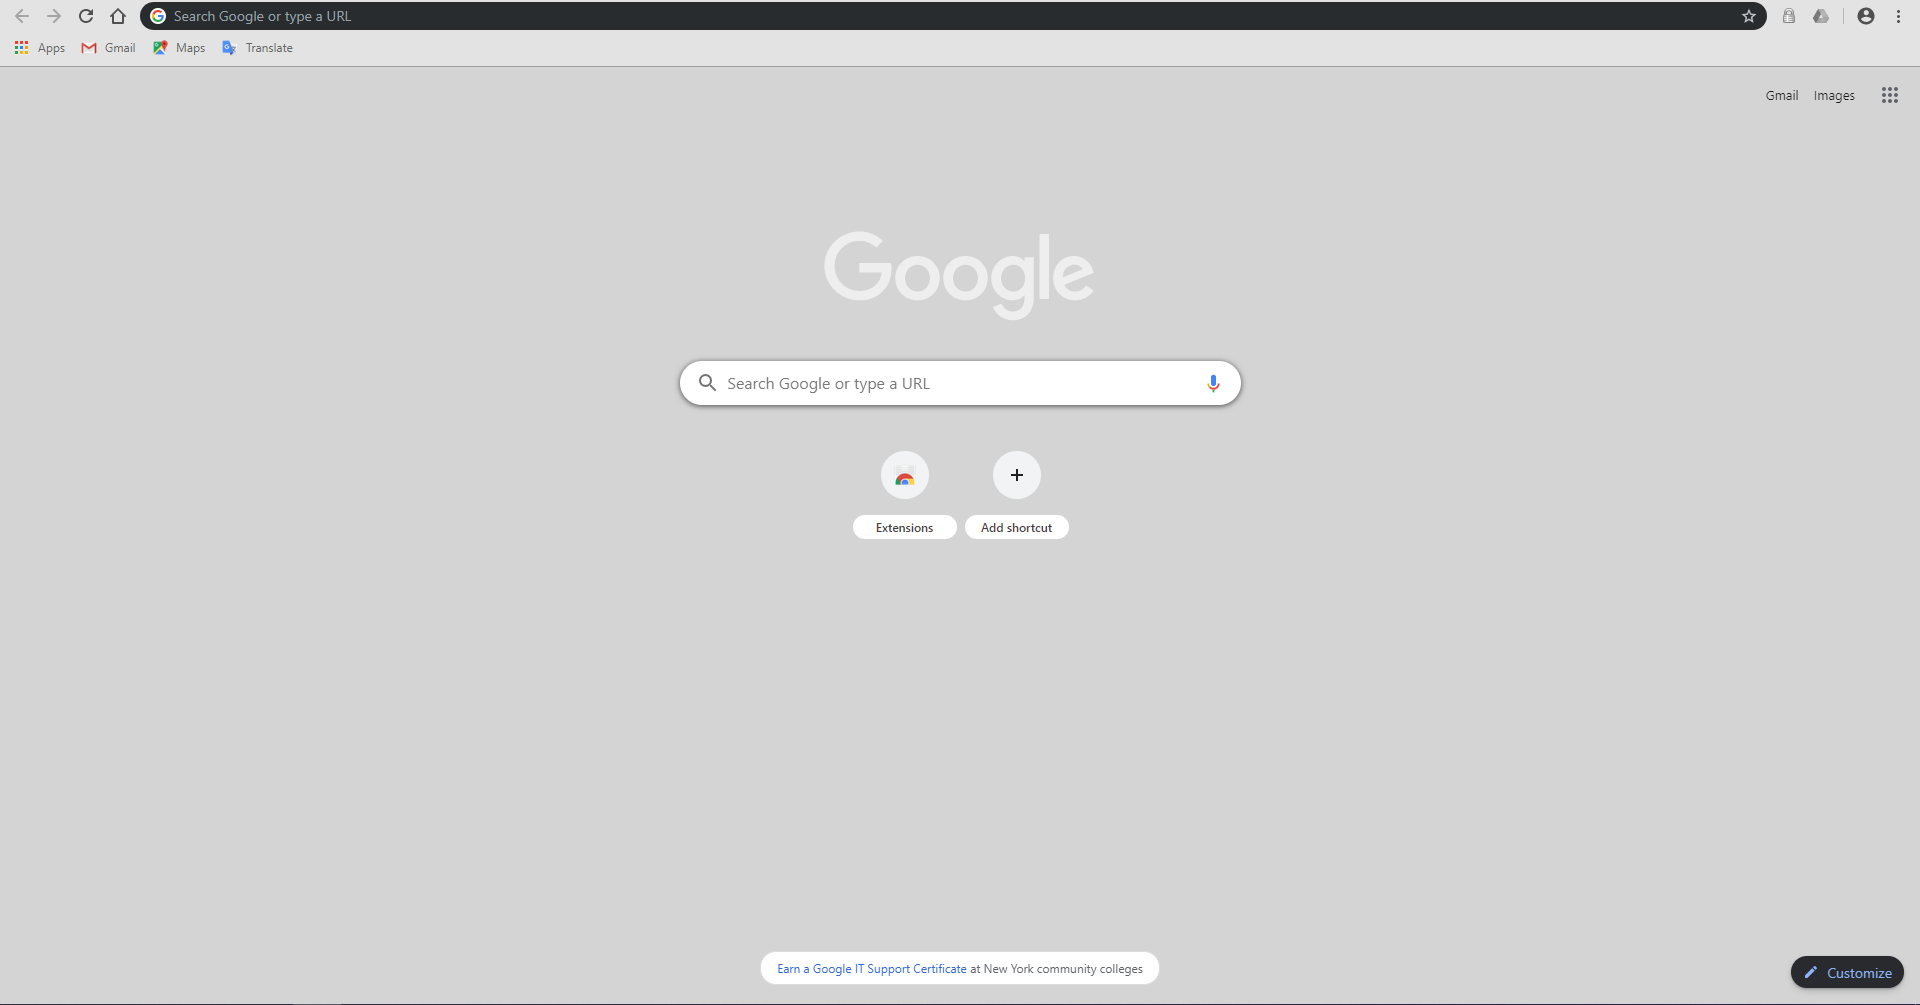 Search Google or type a URL
Apps Gmail Maps Translate
Gmail Images
Google
Search Google or type a URL
Extensions Add shortcut
Earn a Google IT Support Certificate at New York community colleges
Customize